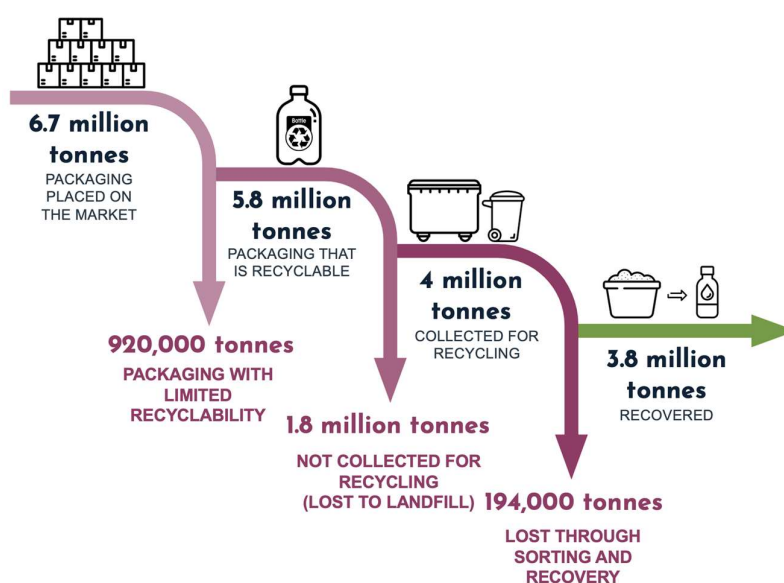 6.7 million
tonnes
PACKAGING
PLACED ON
THE MARKET
Bottle
5.8 million
tonnes
PACKAGING THAT
IS RECYCLABLE
4 million
tonnes
COLLECTED FOR
RECYCLING
3.8 million
tonnes
RECOVERED
920,000 tonnes
PACKAGING WITH
LIMITED
RECYCLABILITY
1.8 million tonnes
NOT COLLECTED FOR
RECYCLING
(LOST TO LANDFILL)
194,000 tonnes
LOST THROUGH
SORTING AND
RECOVERY